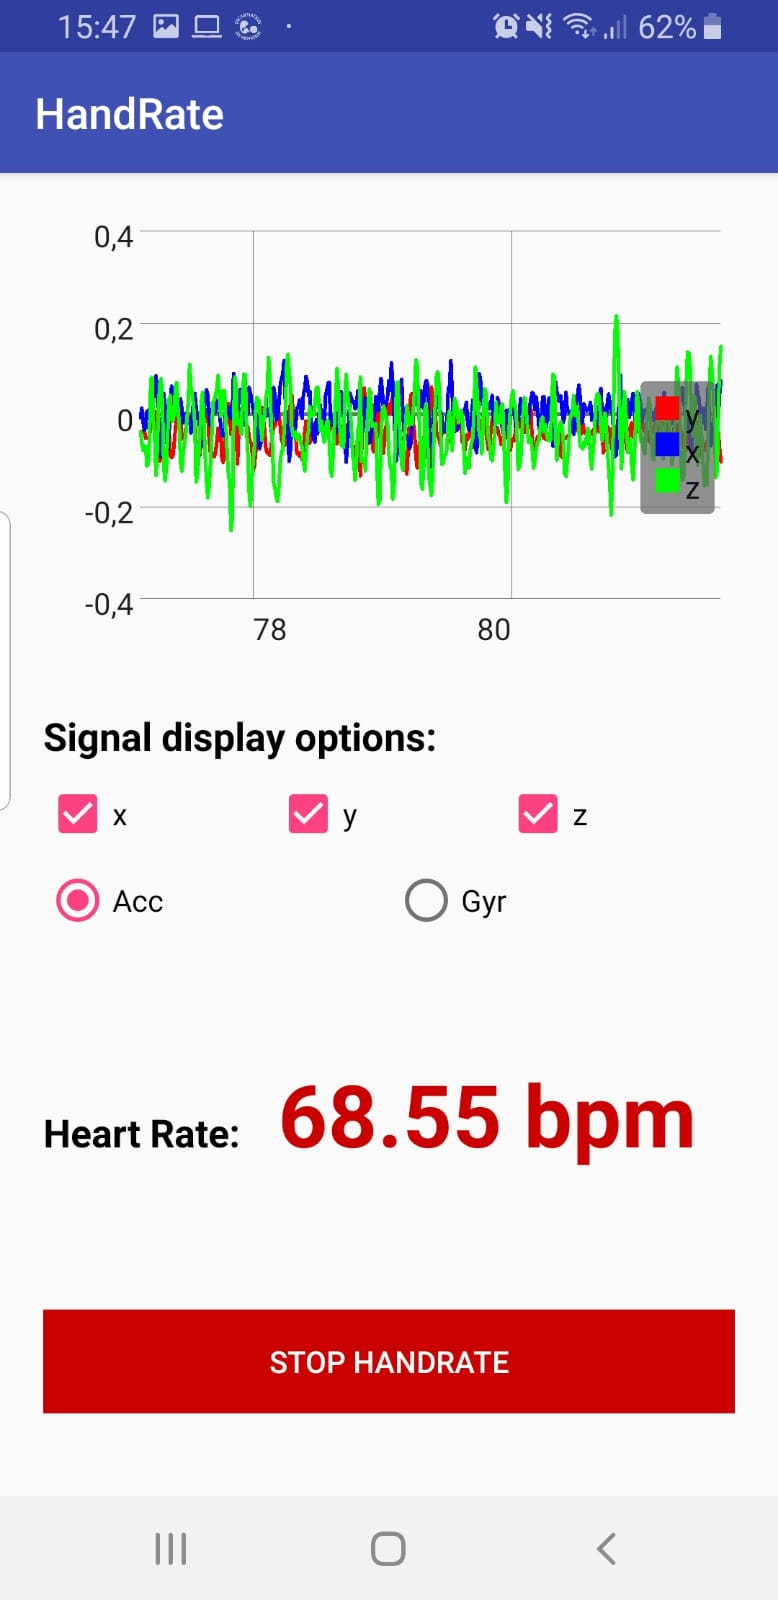 15:47 62%
HandRate
0,4
0,2
0
-0,2
-0,4
y
x
z
78 80
Signal display options:
x y z
Acc Gyr
Heart Rate: 68.55 bpm
STOP HANDRATE